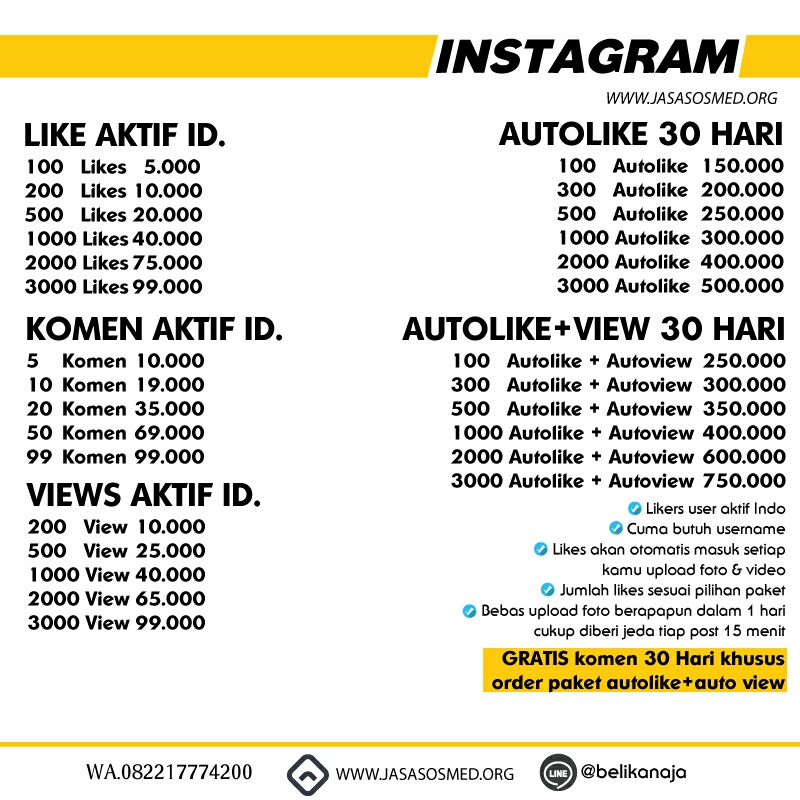 INSTAGRAM
WWW.JASASOSMED.ORG
LIKE AKTIF ID.
100 Likes 5.000
200 Likes 10.000
500 Likes 20.000
1000 Likes 40.000
2000 Likes 75.000
3000 Likes 99.000
KOMEN AKTIF ID.
5 Komen 10.000
10 Komen 19.000
20 Komen 35.000
50 Komen 69.000
99 Komen 99.000
VIEWS AKTIF ID.
200 View 10.000
500 View 25.000
1000 View 40.000
2000 View 65.000
3000 View 99.000
AUTOLIKE 30 HARI
100 Autolike 150.000
300 Autolike 200.000
500 Autolike 250.000
1000 Autolike 300.000
2000 Autolike 400.000
3000 Autolike 500.000
AUTOLIKE+VIEW 30 HARI
100 Autolike + Autoview 250.000
300 Autolike + Autoview 300.000
500 Autolike + Autoview 350.000
1000 Autolike + Autoview 400.000
2000 Autolike + Autoview 600.000
3000 Autolike + Autoview 750.000
Likers user aktif Indo
Cuma butuh username
Likes akan otomatis masuk setiap
kamu upload foto & video
Jumlah likes sesuai pilihan paket
Bebas upload foto berapapun dalam 1 hari
cukup diberi jeda tiap post 15 menit
GRATIS komen 30 Hari khusus
order paket autolike+auto view
WA.082217774200
WWW.JASASOSMED.ORG
LINE
@belikanaja